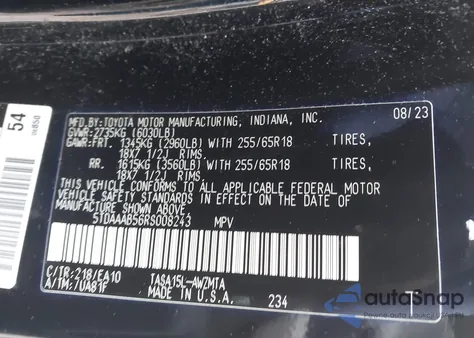 MFD.BY:TOYOTA MOTOR MANUFACTURING, INDIANA, INC. 08/23
GVWR:2735KG (6030LB)
GAWR:FRT. 1345KG (2960LB) WITH 255/65R18 TIRES,
18X7 1/2J RIMS.
RR. 1615KG (3560LB) WITH 255/65R18 TIRES,
18X7 1/2J RIMS.
THIS VEHICLE CONFORMS TO ALL APPLICABLE FEDERAL MOTOR
VEHICLE SAFETY STANDARDS IN EFFECT ON THE DATE OF
MANUFACTURE SHOWN ABOVE.
5TDAAAB56RS008243 MPV
C/TR:218/EA10 TASA15L-AWZMTA
A/TM:7UA81F MADE IN U.S.A. 234
54
autoSnap